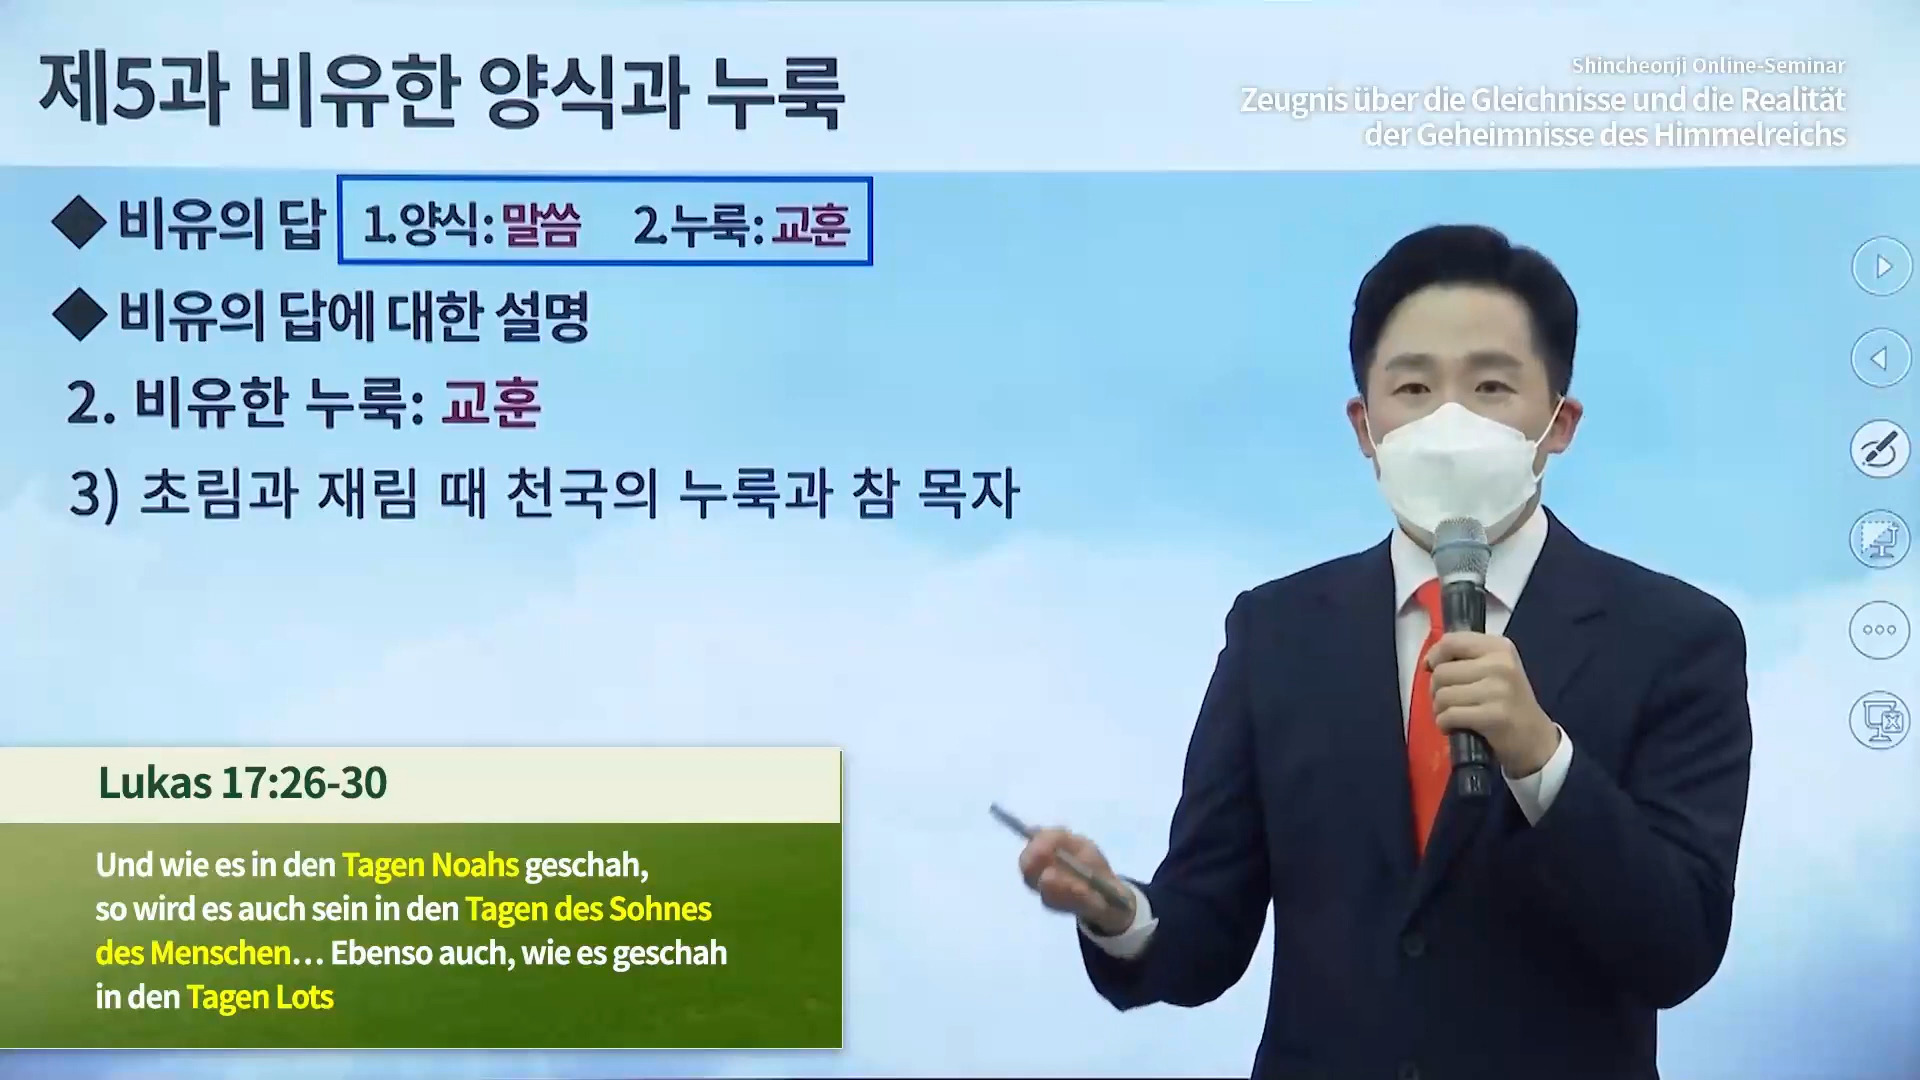 제5과 비유한 양식과 누룩
Shincheonji Online-Seminar
Zeugnis über die Gleichnisse und die Realität
der Geheimnisse des Himmelreichs
◆ 비유의 답 1.양식: 말씀 2.누룩: 교훈
◆ 비유의 답에 대한 설명
2. 비유한 누룩: 교훈
3) 초림과 재림 때 천국의 누룩과 참 목자
Lukas 17:26-30
Und wie es in den Tagen Noahs geschah,
so wird es auch sein in den Tagen des Sohnes
des Menschen… Ebenso auch, wie es geschah
in den Tagen Lots